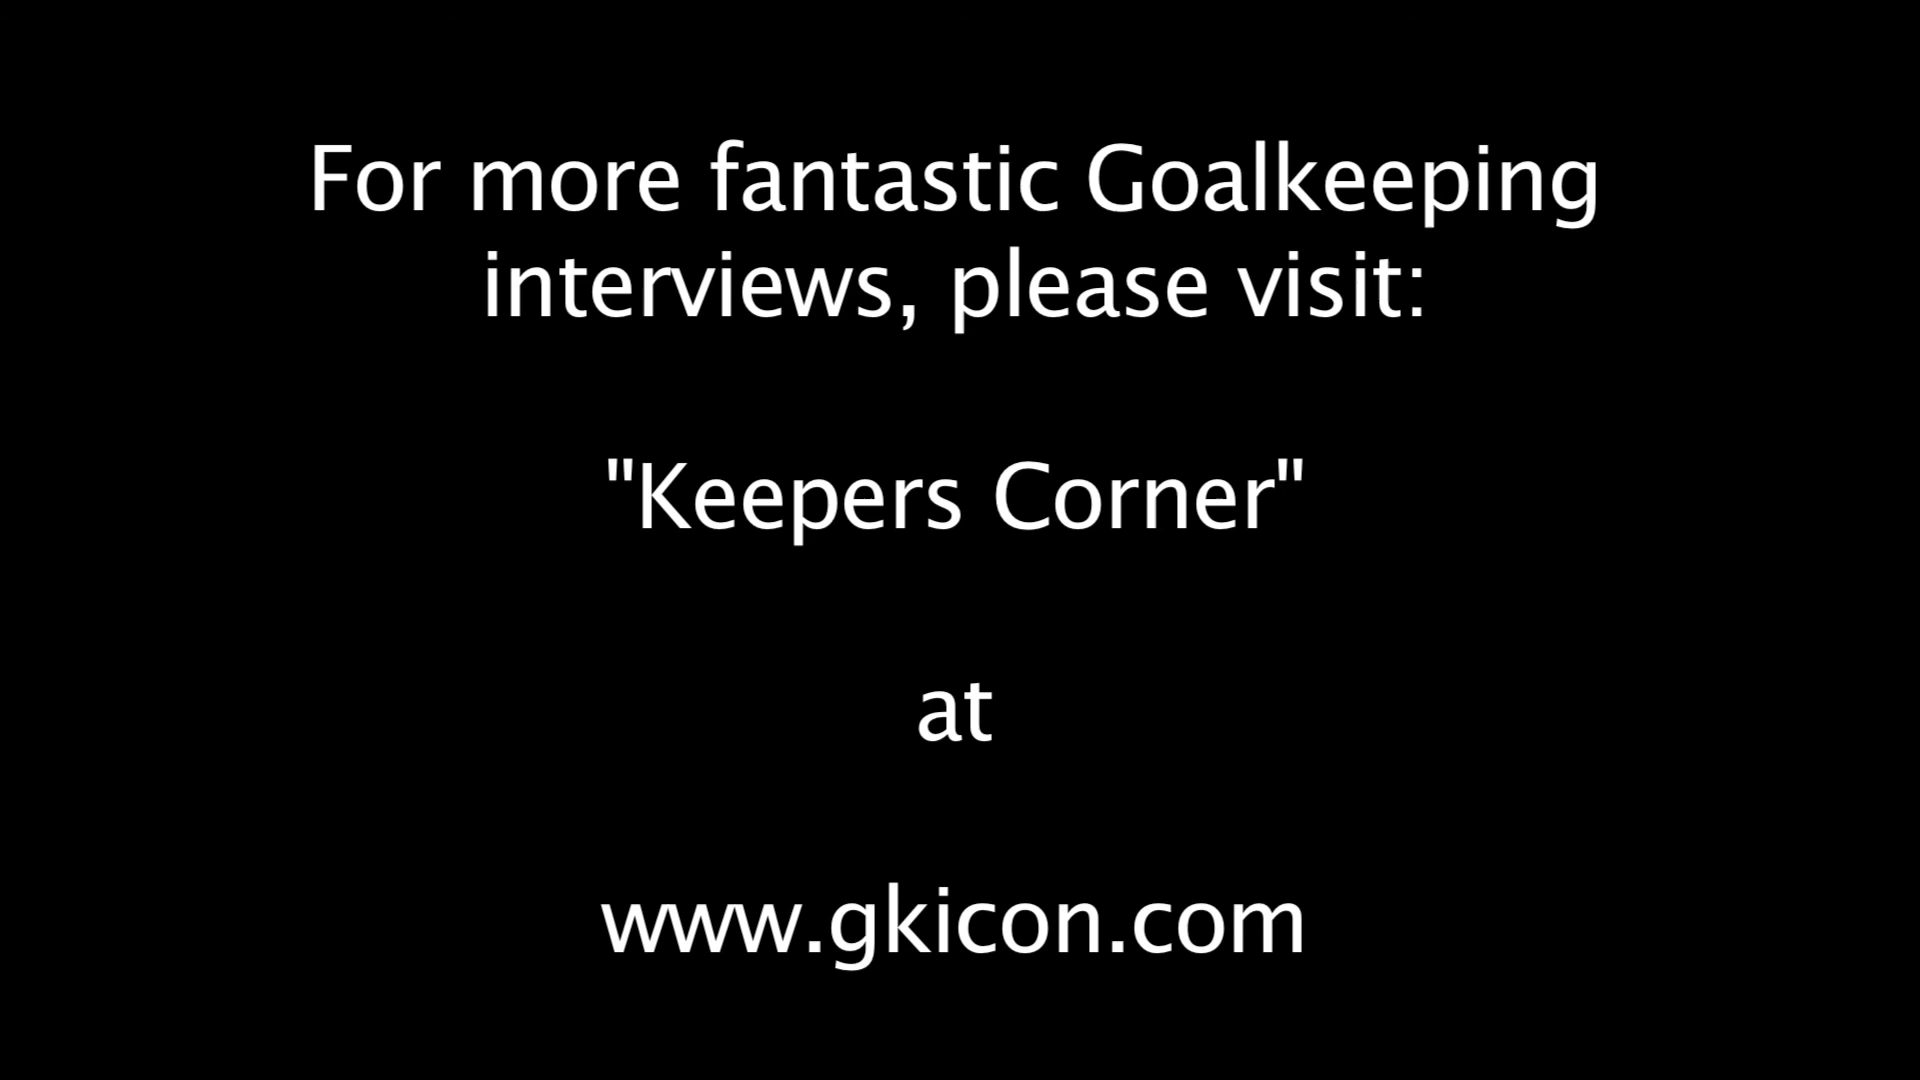 For more fantastic Goalkeeping
interviews, please visit:
"Keepers Corner"
at
www.gkicon.com